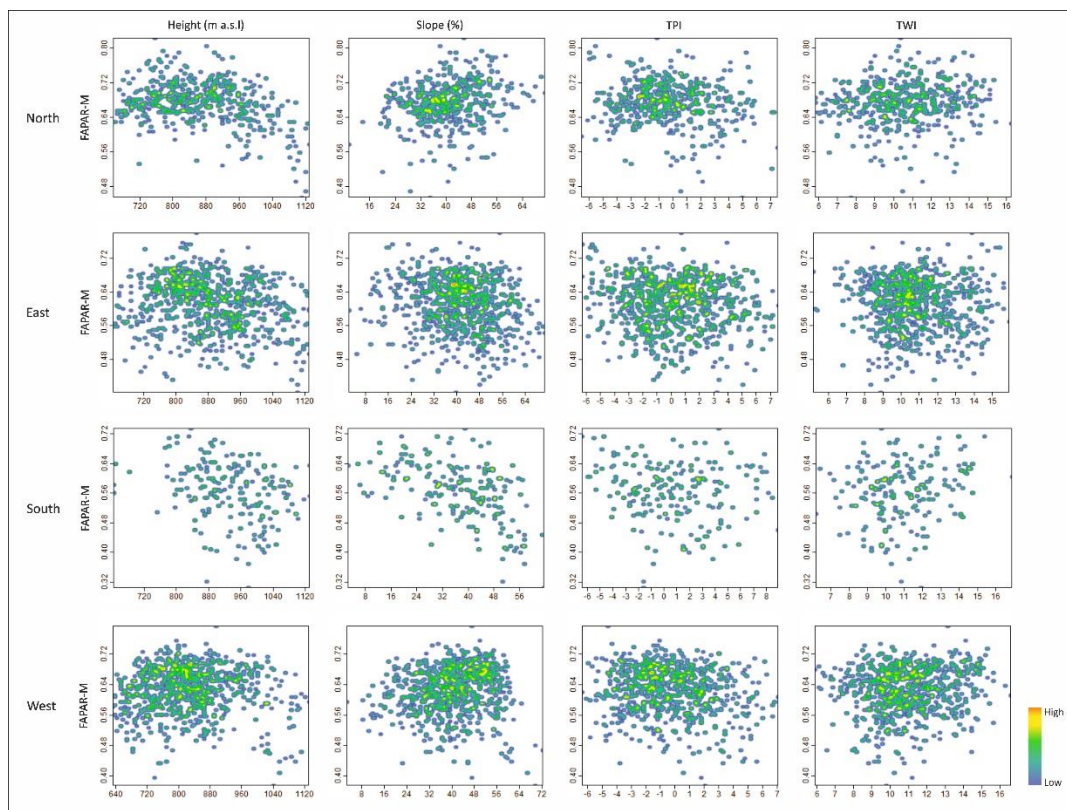 Height (m a.s.l) Slope (%) TPI TWI
North
FAPAR-M
0.80
0.72
0.64
0.56
0.48
720 800 880 960 1040 1120
16 24 32 40 48 56 64
-6 -5 -4 -3 -2 -1 0 1 2 3 4 5 6 7
6 7 8 9 10 11 12 13 14 15 16
East
FAPAR-M
0.72
0.64
0.56
0.48
720 800 880 960 1040 1120
8 16 24 32 40 48 56 64
-6 -5 -4 -3 -2 -1 0 1 2 3 4 5 6 7
6 7 8 9 10 11 12 13 14 15
South
FAPAR-M
0.72
0.64
0.56
0.48
0.40
0.32
720 800 880 960 1040 1120
8 16 24 32 40 48 56
-6 -5 -4 -3 -2 -1 0 1 2 3 4 5 6 7 8
7 8 9 10 11 12 13 14 15 16
West
FAPAR-M
0.72
0.64
0.56
0.48
0.40
640 720 800 880 960 1040 1120
8 16 24 32 40 48 56 64 72
-6 -5 -4 -3 -2 -1 0 1 2 3 4 5 6 7
6 7 8 9 10 11 12 13 14 15 16
High
Low